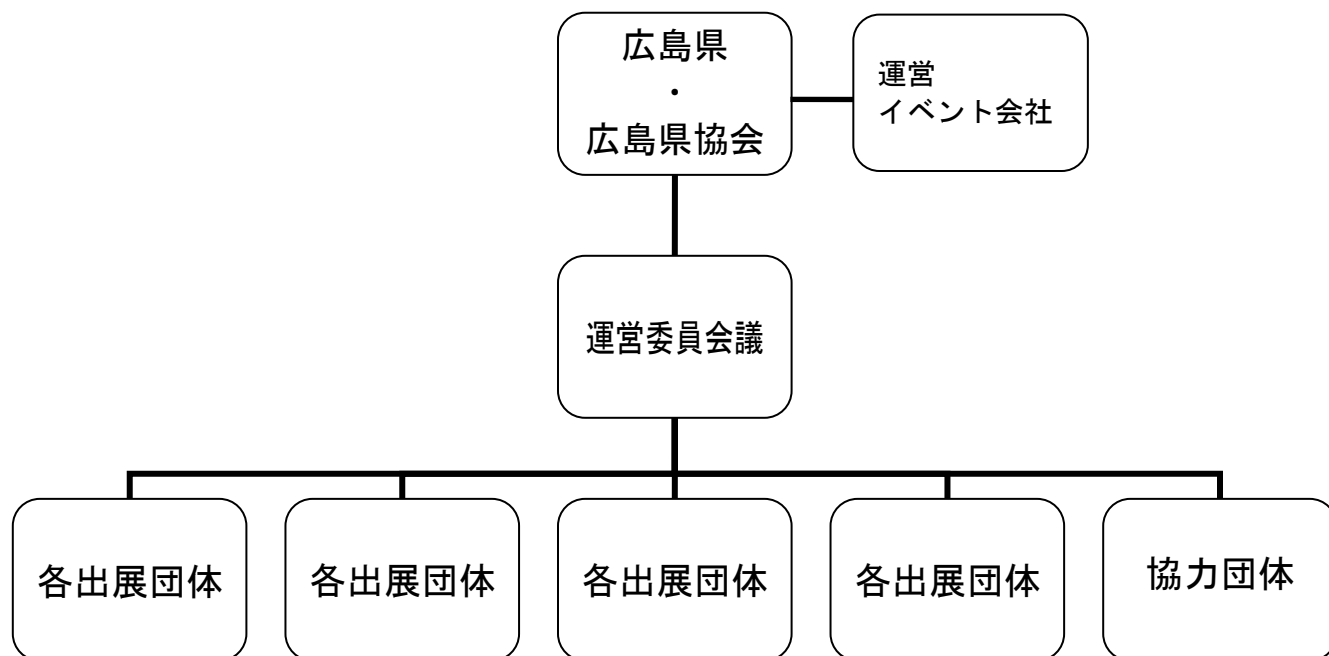 広島県
・
広島県協会
運営
イベント会社
運営委員会議
各出展団体
各出展団体
各出展団体
各出展団体
協力団体